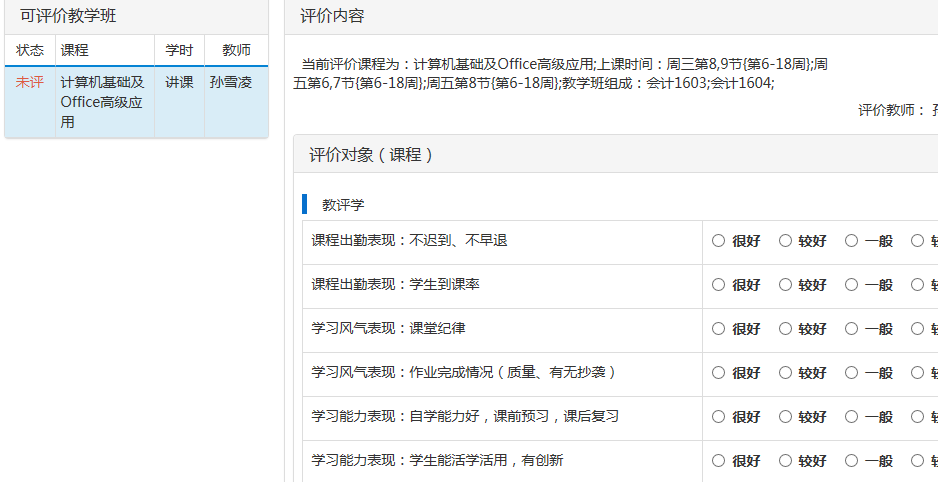 可评价教学班
状态 课程 学时 教师
未评 计算机基础及 讲课 孙雪凌
Office高级应
用
评价内容
当前评价课程为：计算机基础及Office高级应用;上课时间：周三第8,9节{第6-18周};周
五第6,7节{第6-18周};周五第8节{第6-18周};教学班组成：会计1603;会计1604;
评价教师：
评价对象（课程）
教评学
课程出勤表现：不迟到、不早退 很好 较好 一般
课程出勤表现：学生到课率 很好 较好 一般
学习风气表现：课堂纪律 很好 较好 一般
学习风气表现：作业完成情况（质量、有无抄袭） 很好 较好 一般
学习能力表现：自学能力好，课前预习，课后复习 很好 较好 一般
学习能力表现：学生能活学活用，有创新 很好 较好 一般